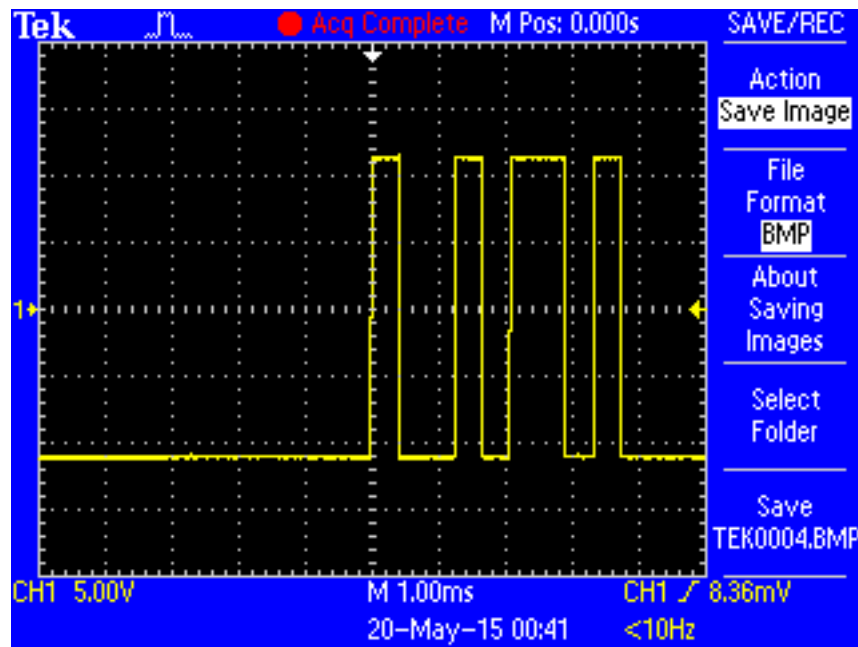 Tek Acq Complete M Pos: 0.000s SAVE/REC
Action
Save Image
File
Format
BMP
About
Saving
Images
Select
Folder
Save
TEK0004.BMP
1
CH1 5.00V M 1.00ms CH1 8.36mV
20-May-15 00:41 <10Hz